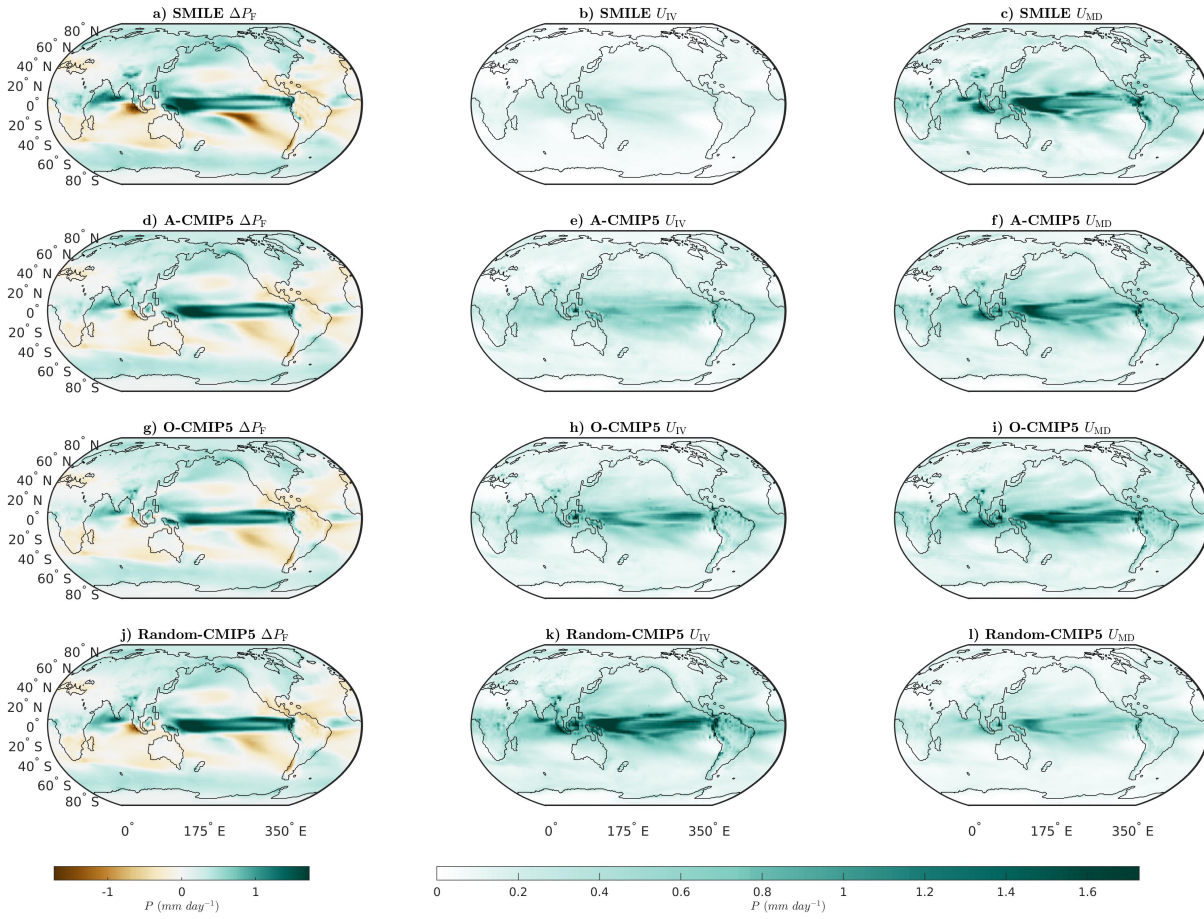 a) SMILE ΔP_F
b) SMILE U_IV
c) SMILE U_MD
80° N
60° N
40° N
20° N
0°
20° S
40° S
60° S
80° S
d) A-CMIP5 ΔP_F
e) A-CMIP5 U_IV
f) A-CMIP5 U_MD
80° N
60° N
40° N
20° N
0°
20° S
40° S
60° S
80° S
g) O-CMIP5 ΔP_F
h) O-CMIP5 U_IV
i) O-CMIP5 U_MD
80° N
60° N
40° N
20° N
0°
20° S
40° S
60° S
80° S
j) Random-CMIP5 ΔP_F
k) Random-CMIP5 U_IV
l) Random-CMIP5 U_MD
80° N
60° N
40° N
20° N
0°
20° S
40° S
60° S
80° S
0° 175° E 350° E
0° 175° E 350° E
0° 175° E 350° E
-1 0 1
P (mm day⁻¹)
0 0.2 0.4 0.6 0.8 1 1.2 1.4 1.6
P (mm day⁻¹)